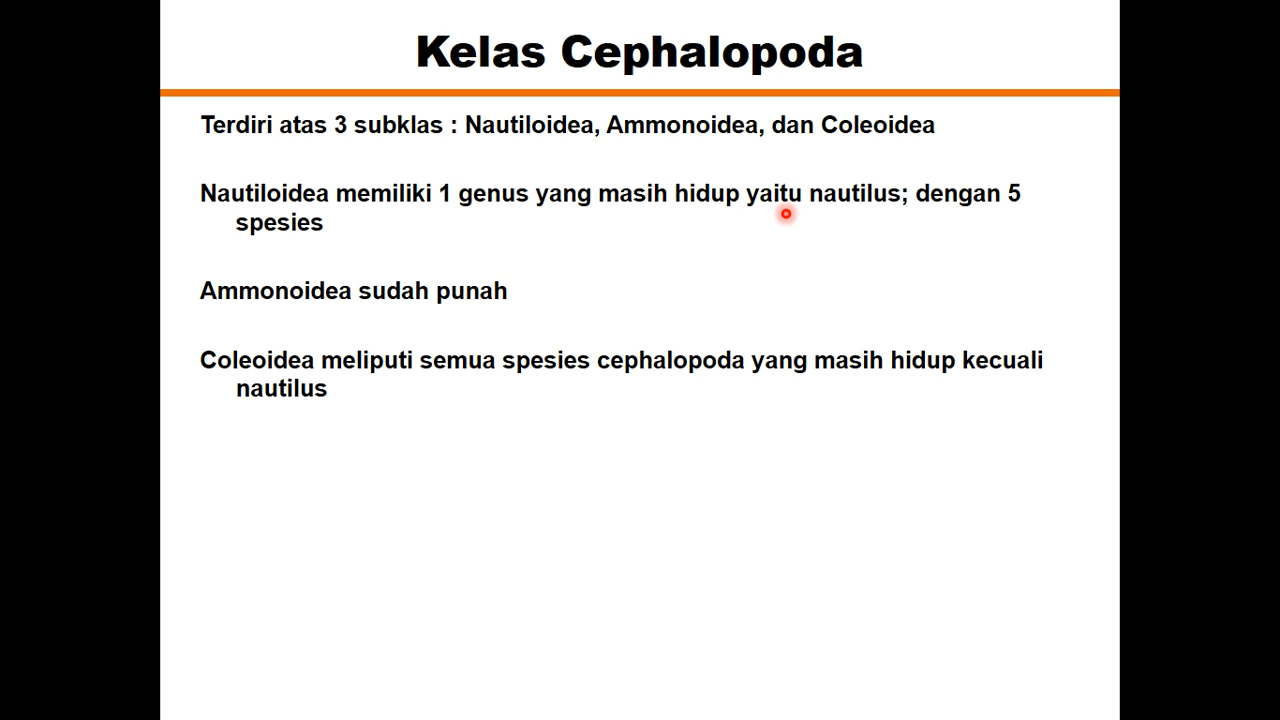 Kelas Cephalopoda
Terdiri atas 3 subklas : Nautiloidea, Ammonoidea, dan Coleoidea
Nautiloidea memiliki 1 genus yang masih hidup yaitu nautilus; dengan 5
spesies
Ammonoidea sudah punah
Coleoidea meliputi semua spesies cephalopoda yang masih hidup kecuali
nautilus